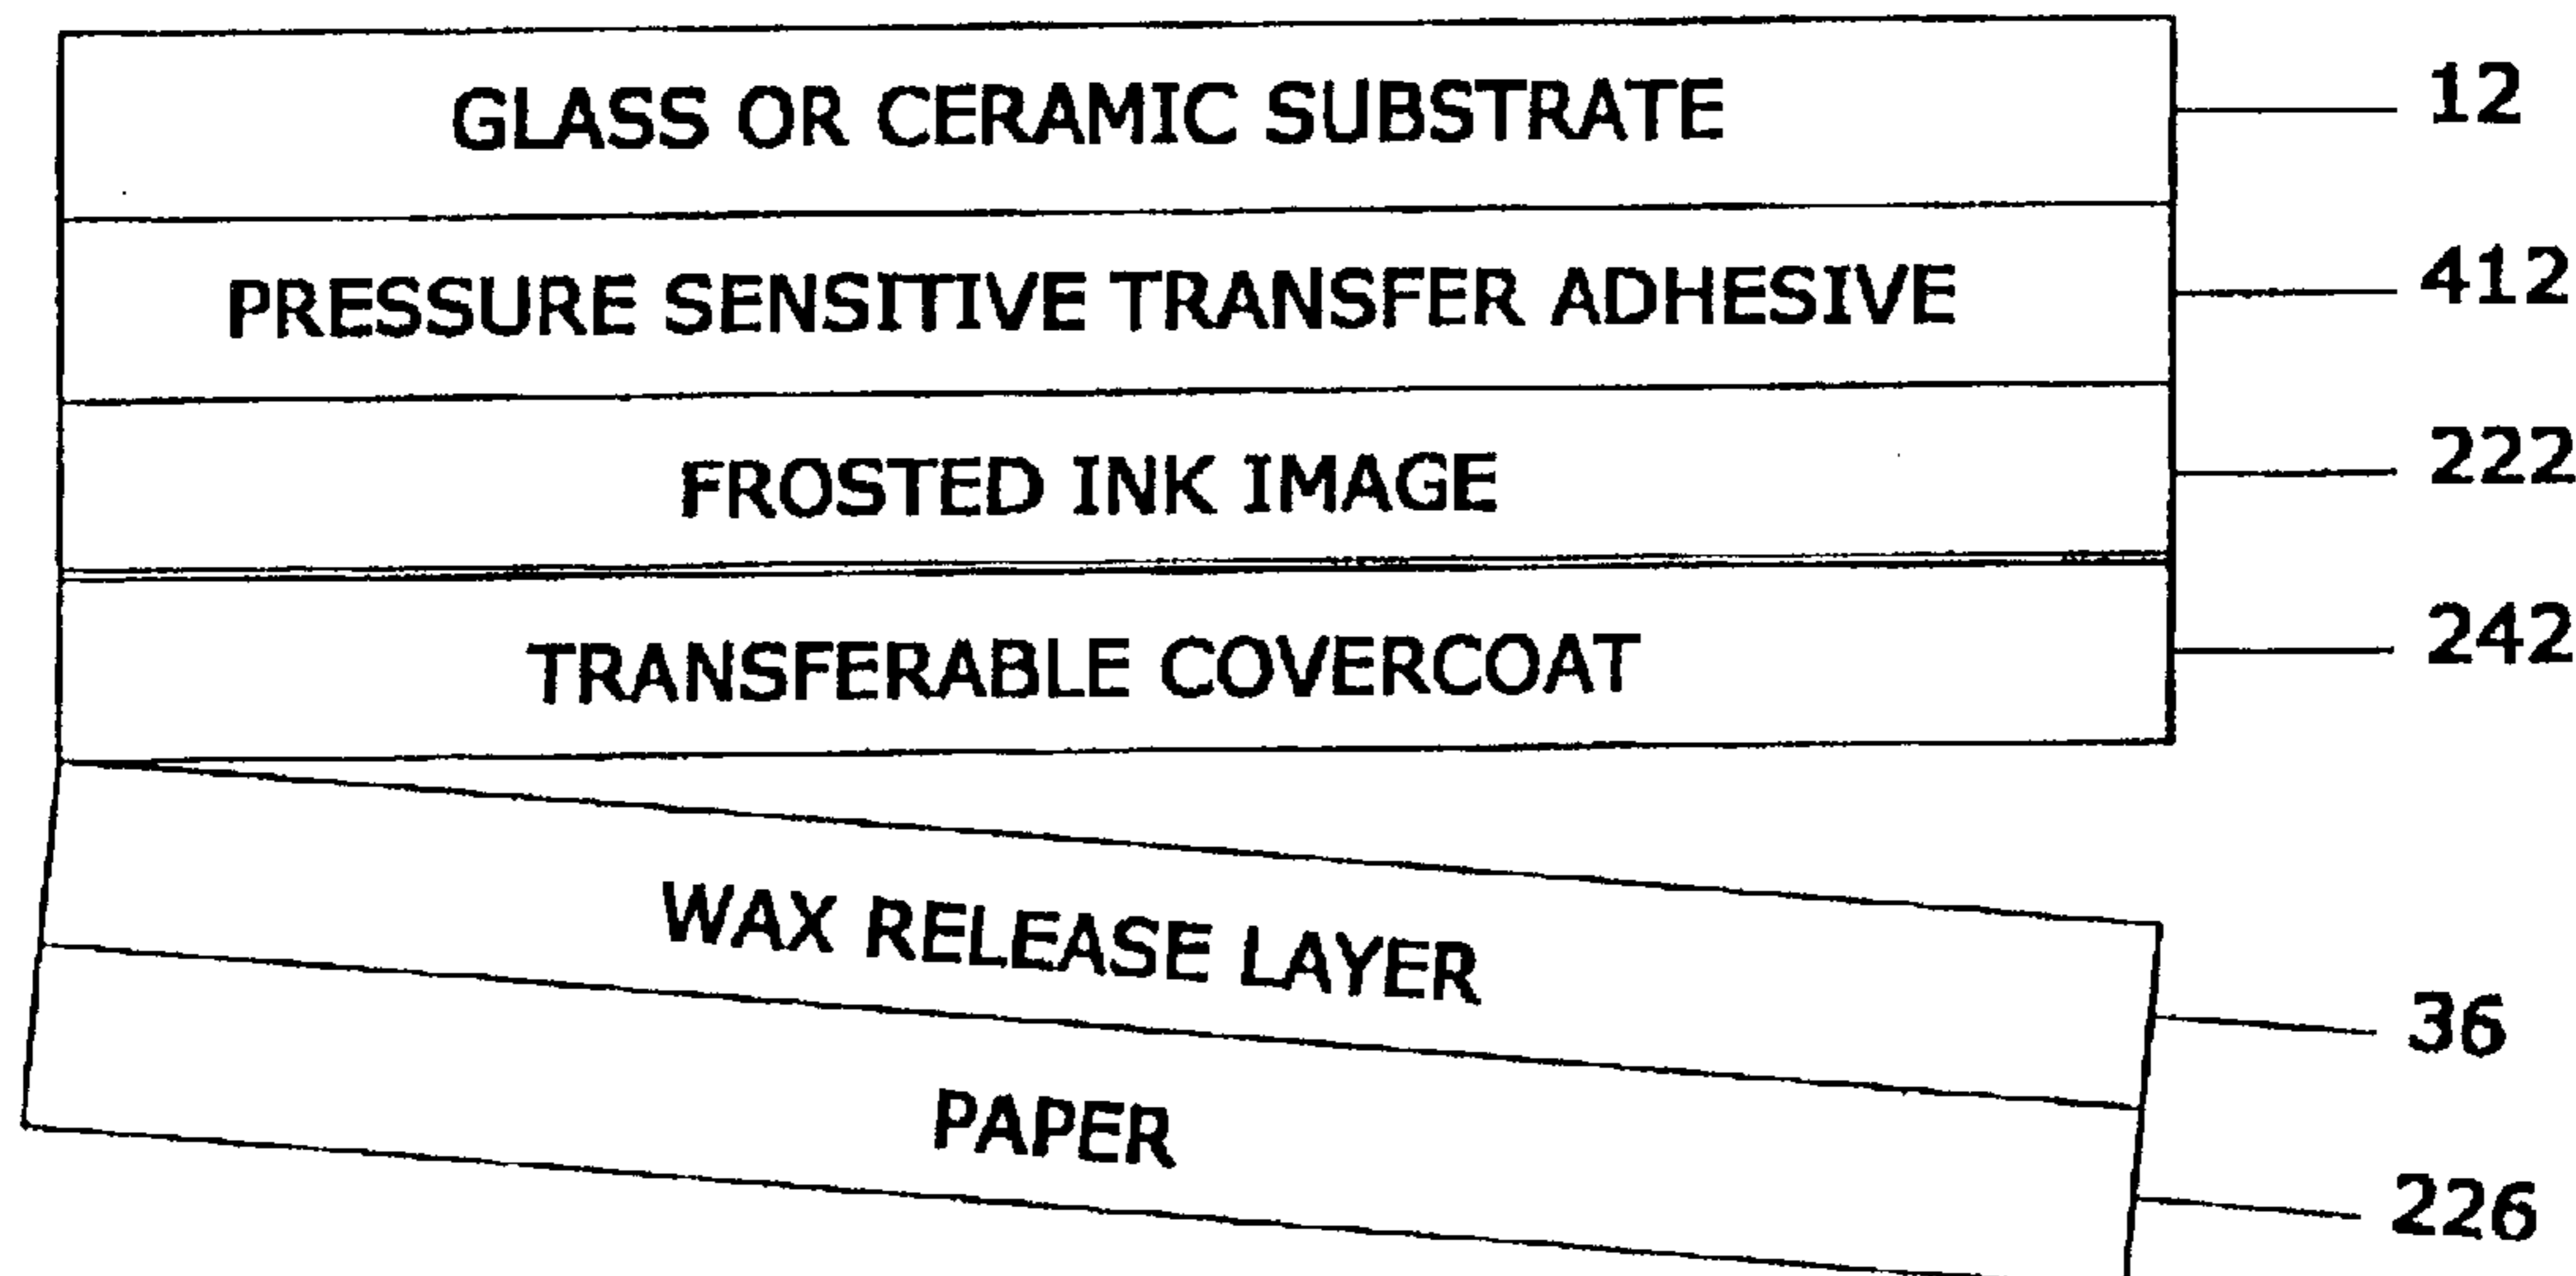 GLASS OR CERAMIC SUBSTRATE 12
PRESSURE SENSITIVE TRANSFER ADHESIVE 412
FROSTED INK IMAGE 222
TRANSFERABLE COVERCOAT 242
WAX RELEASE LAYER 36
PAPER 226